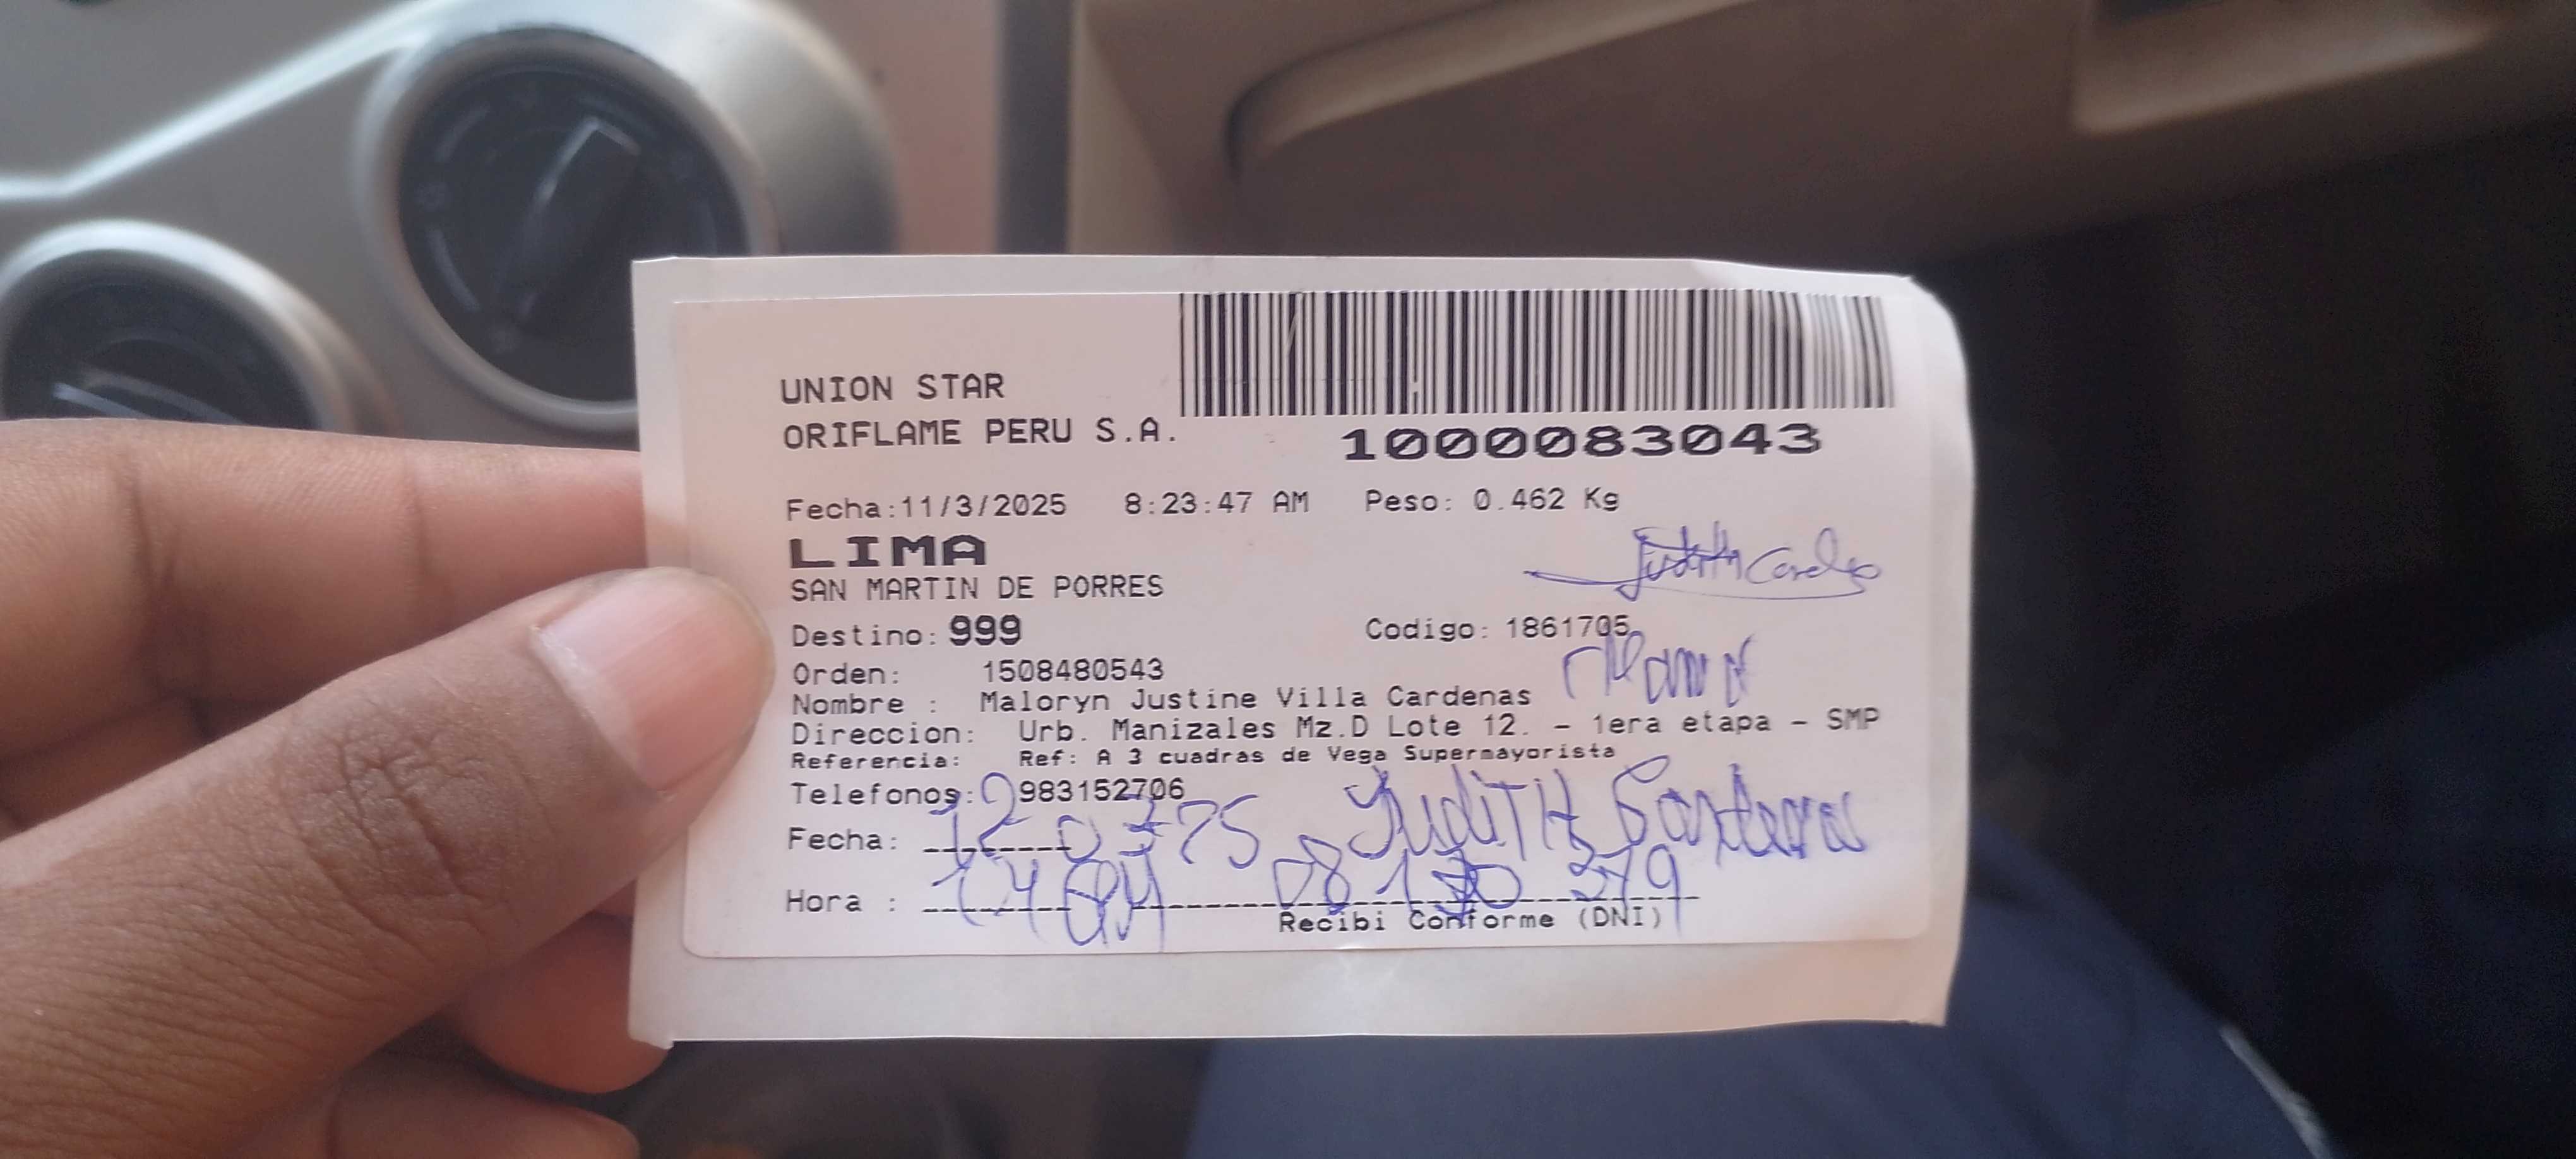 UNION STAR
ORIFLAME PERU S.A.
1000083043
Fecha:11/3/2025 8:23:47 AM Peso: 0.462 Kg
LIMA
SAN MARTIN DE PORRES
Destino: 999 Codigo: 1861705
Orden: 1508480543
Nombre : Maloryn Justine Villa Cardenas
Direccion: Urb. Manizales Mz.D Lote 12. - 1era etapa - SMP
Referencia: Ref: A 3 cuadras de Vega Supermayorista
Telefonos: 983152706
Fecha: Judith
Hora :
Recibi Conforme (DNI)